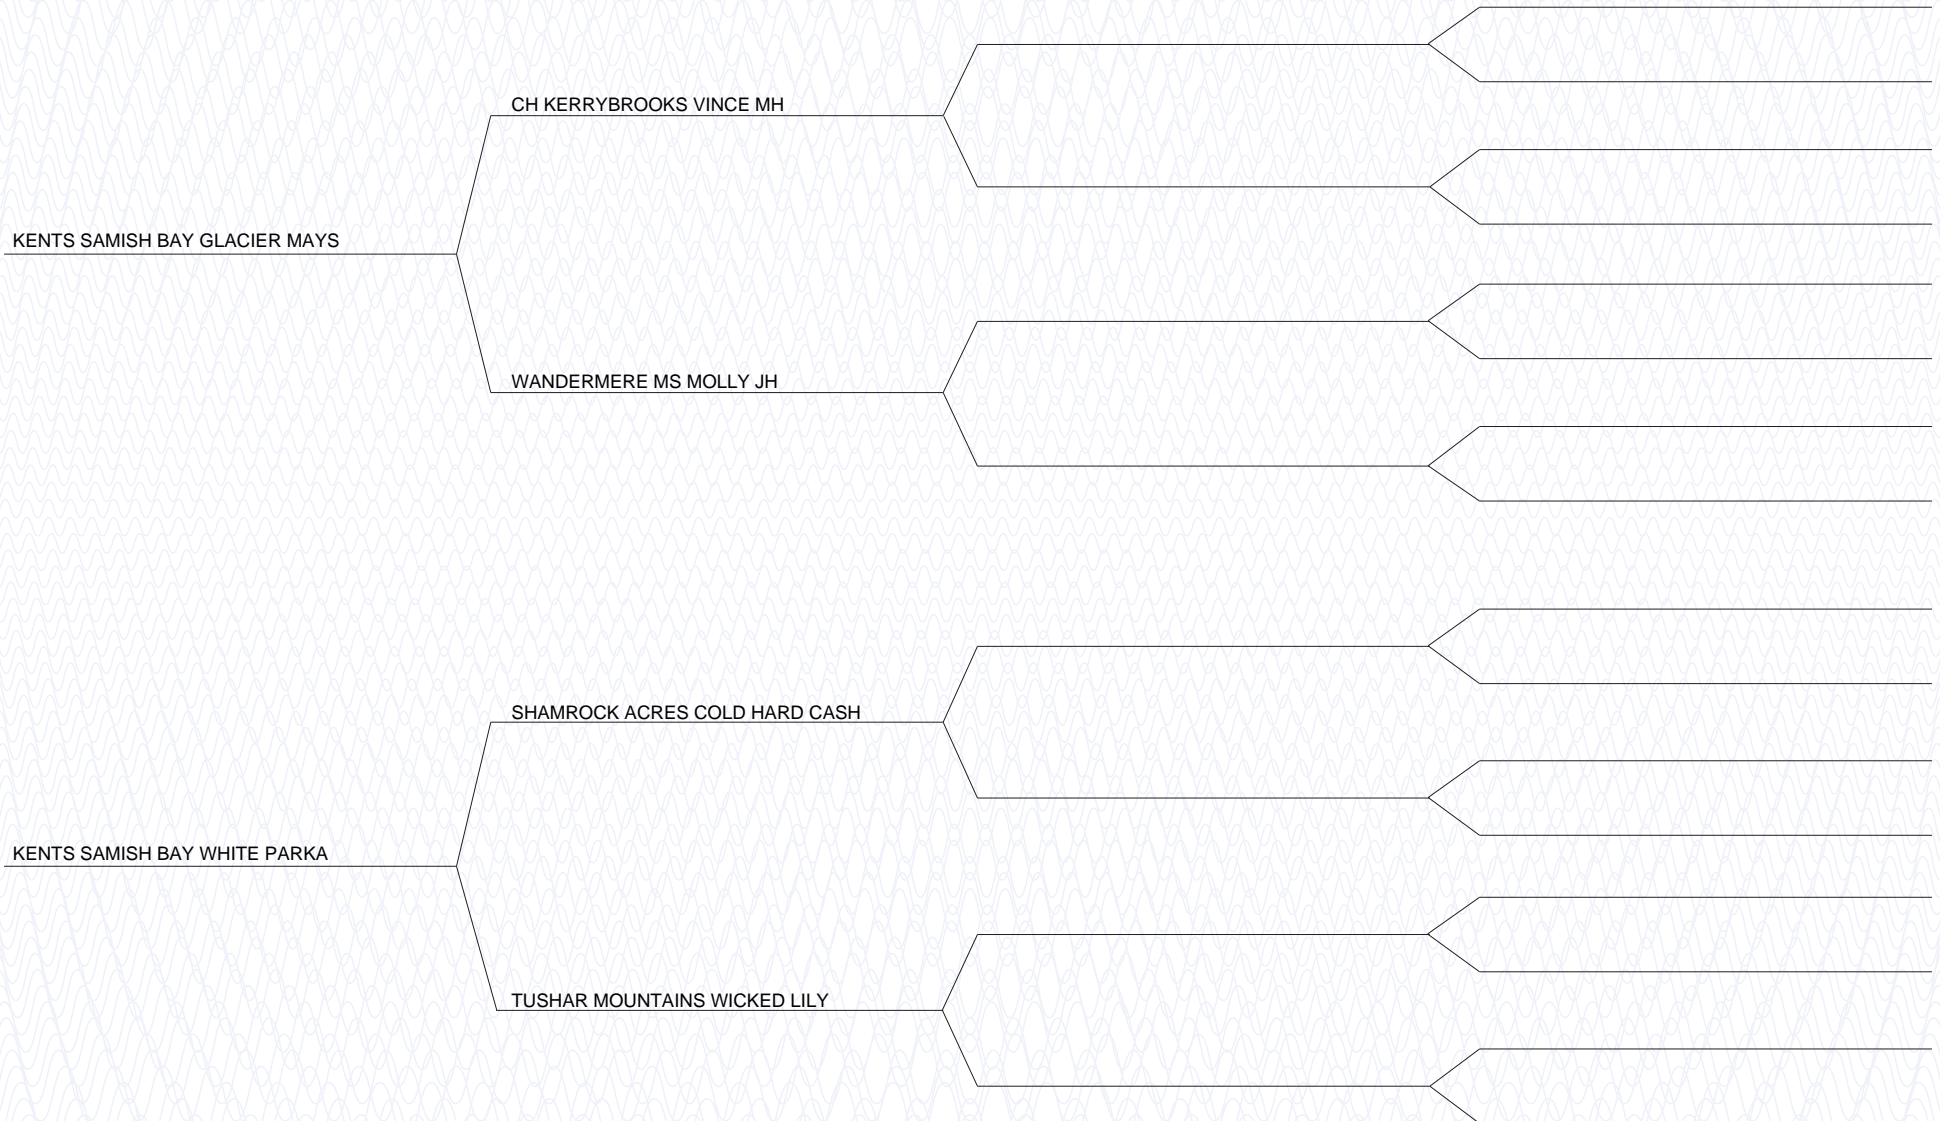 CH KERRYBROOKS VINCE MH
KENTS SAMISH BAY GLACIER MAYS
WANDERMERE MS MOLLY JH
SHAMROCK ACRES COLD HARD CASH
KENTS SAMISH BAY WHITE PARKA
TUSHAR MOUNTAINS WICKED LILY